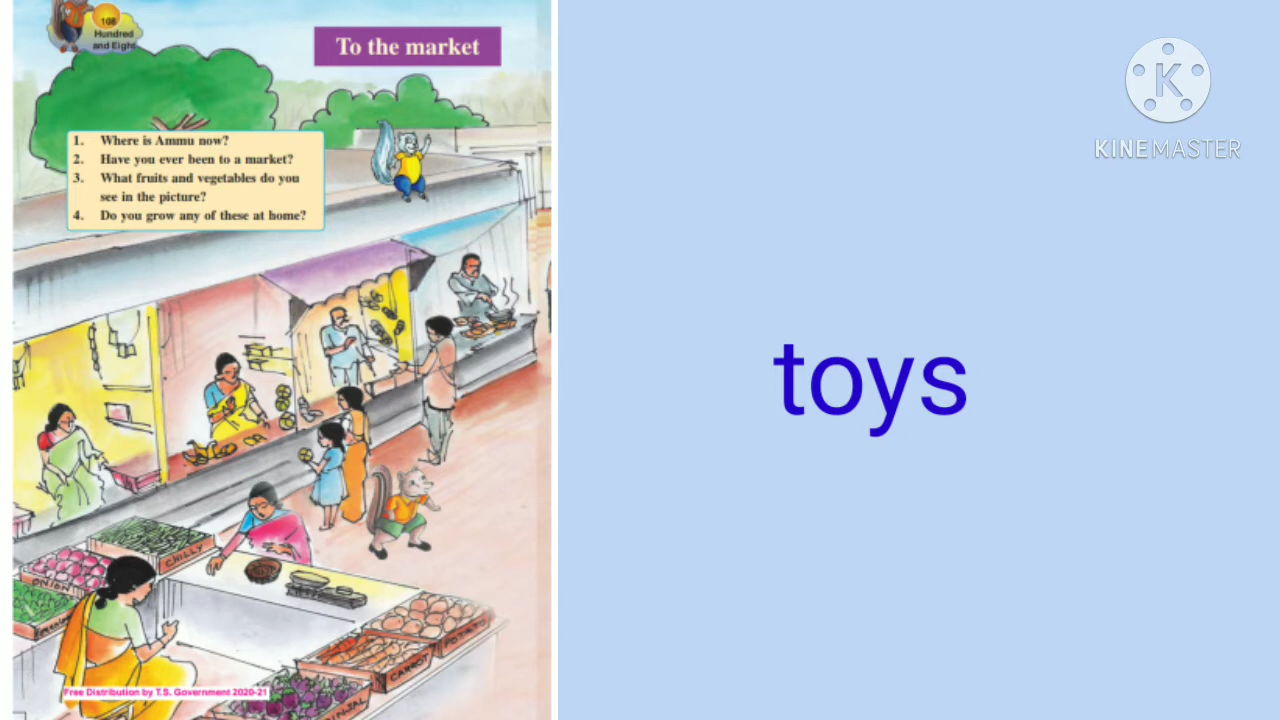 108
Hundred
and Eight
To the market
1. Where is Ammu now?
2. Have you ever been to a market?
3. What fruits and vegetables do you
see in the picture?
4. Do you grow any of these at home?
CHILLY
ONION
POTATO
CARROT
BRINJAL
Free Distribution by T.S. Government 2020-21
toys
KINEMASTER